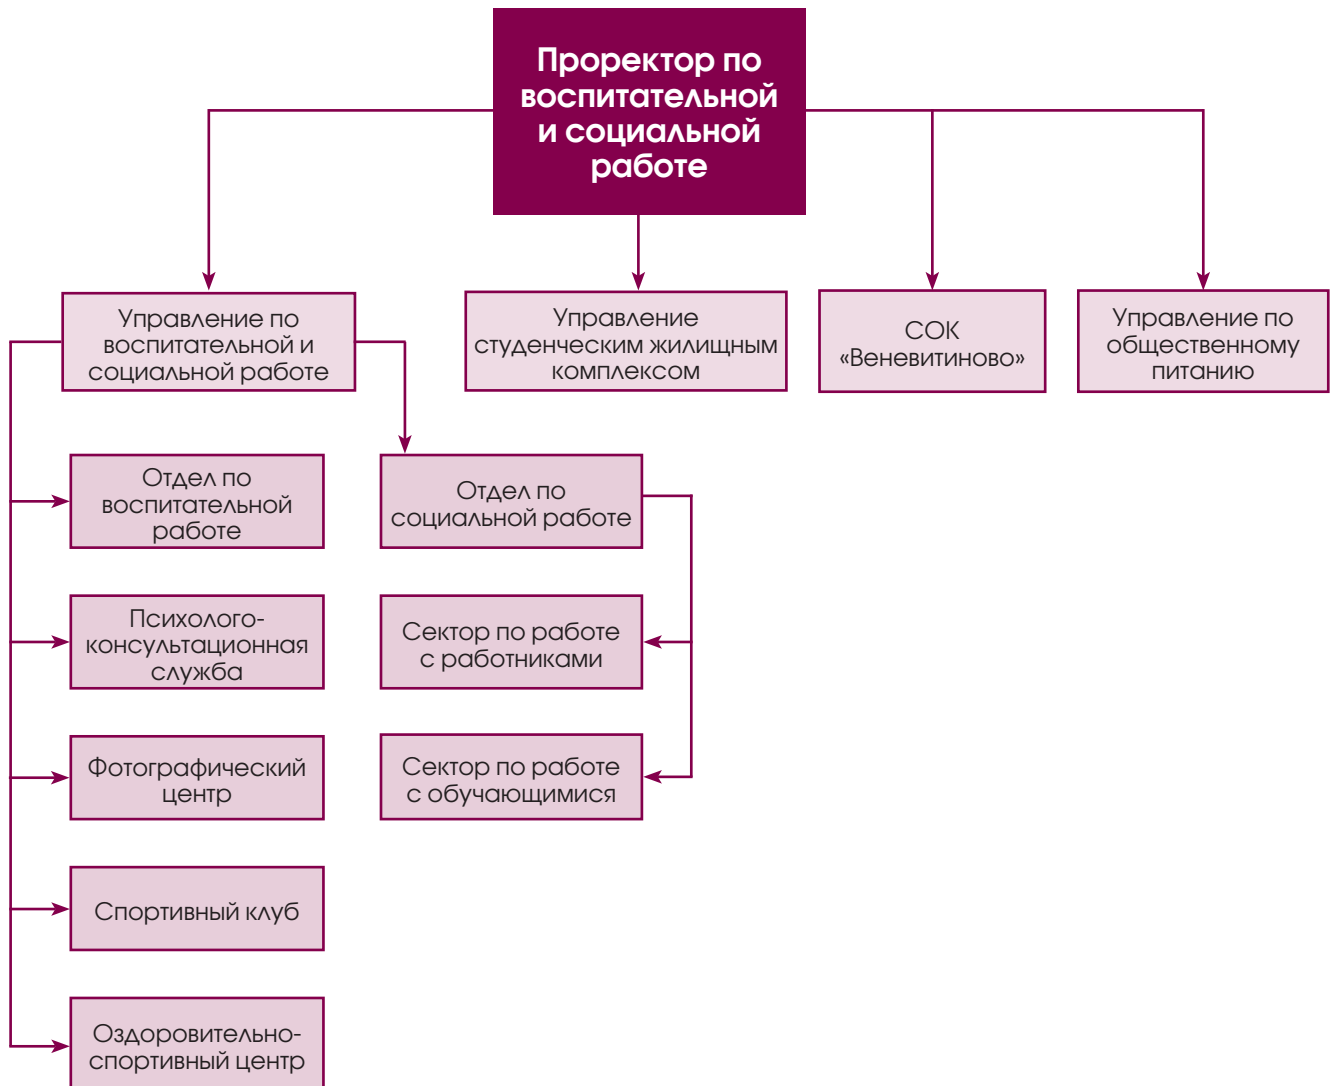 Проректор по
воспитательной
и социальной
работе
Управление по
воспитательной и
социальной работе
Управление
студенческим жилищным
комплексом
СОК
«Веневитиново»
Управление по
общественному
питанию
Отдел по
воспитательной
работе
Отдел по
социальной работе
Психолого-
консультационная
служба
Сектор по работе
с работниками
Фотографический
центр
Сектор по работе
с обучающимися
Спортивный клуб
Оздоровительно-
спортивный центр